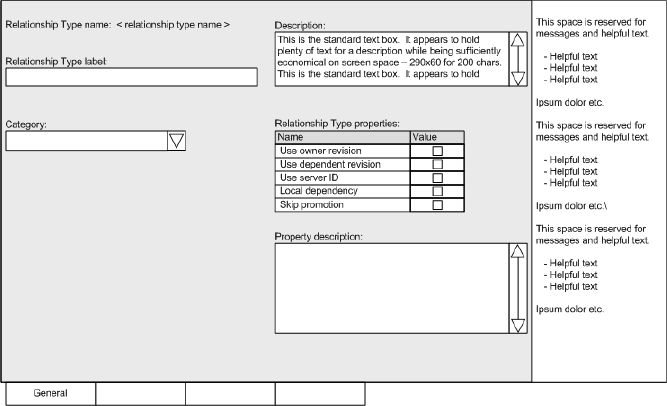 Relationship Type name: < relationship type name >
Relationship Type label:
Category:
Description:
This is the standard text box. It appears to hold
plenty of text for a description while being sufficiently
economical on screen space – 290x60 for 200 chars.
This is the standard text box. It appears to hold
Relationship Type properties:
Name Value
Use owner revision
Use dependent revision
Use server ID
Local dependency
Skip promotion
Property description:
This space is reserved for
messages and helpful text.
- Helpful text
- Helpful text
- Helpful text
Ipsum dolor etc.
This space is reserved for
messages and helpful text.
- Helpful text
- Helpful text
- Helpful text
Ipsum dolor etc.\
This space is reserved for
messages and helpful text.
- Helpful text
- Helpful text
- Helpful text
Ipsum dolor etc.
General